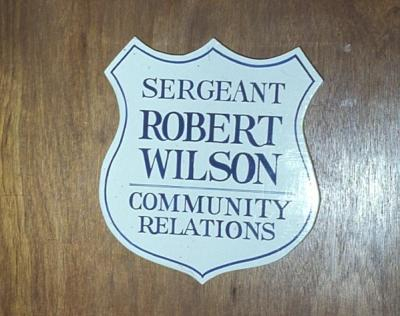 SERGEANT
ROBERT
WILSON
COMMUNITY
RELATIONS